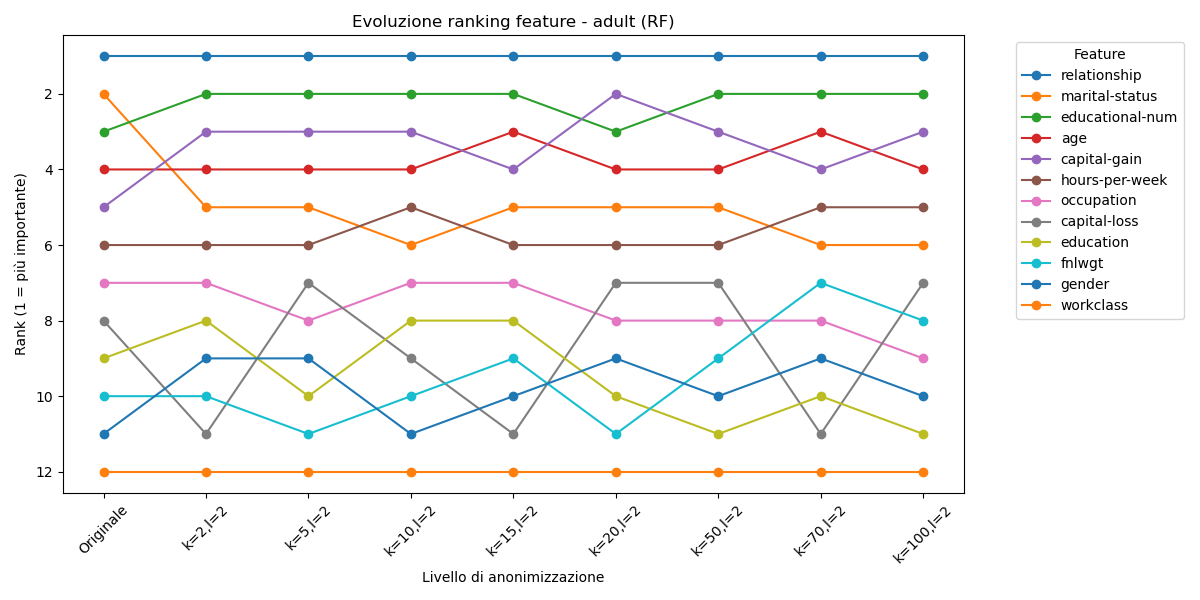 Evoluzione ranking feature - adult (RF)
Rank (1 = più importante)
2
4
6
8
10
12
Originale
k=2,l=2
k=5,l=2
k=10,l=2
k=15,l=2
k=20,l=2
k=50,l=2
k=70,l=2
k=100,l=2
Livello di anonimizzazione
Feature
relationship
marital-status
educational-num
age
capital-gain
hours-per-week
occupation
capital-loss
education
fnlwgt
gender
workclass